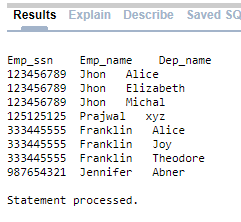 Results Explain Describe Saved SQ
Emp_ssn Emp_name Dep_name
123456789 Jhon Alice
123456789 Jhon Elizabeth
123456789 Jhon Michal
125125125 Prajwal xyz
333445555 Franklin Alice
333445555 Franklin Joy
333445555 Franklin Theodore
987654321 Jennifer Abner
Statement processed.